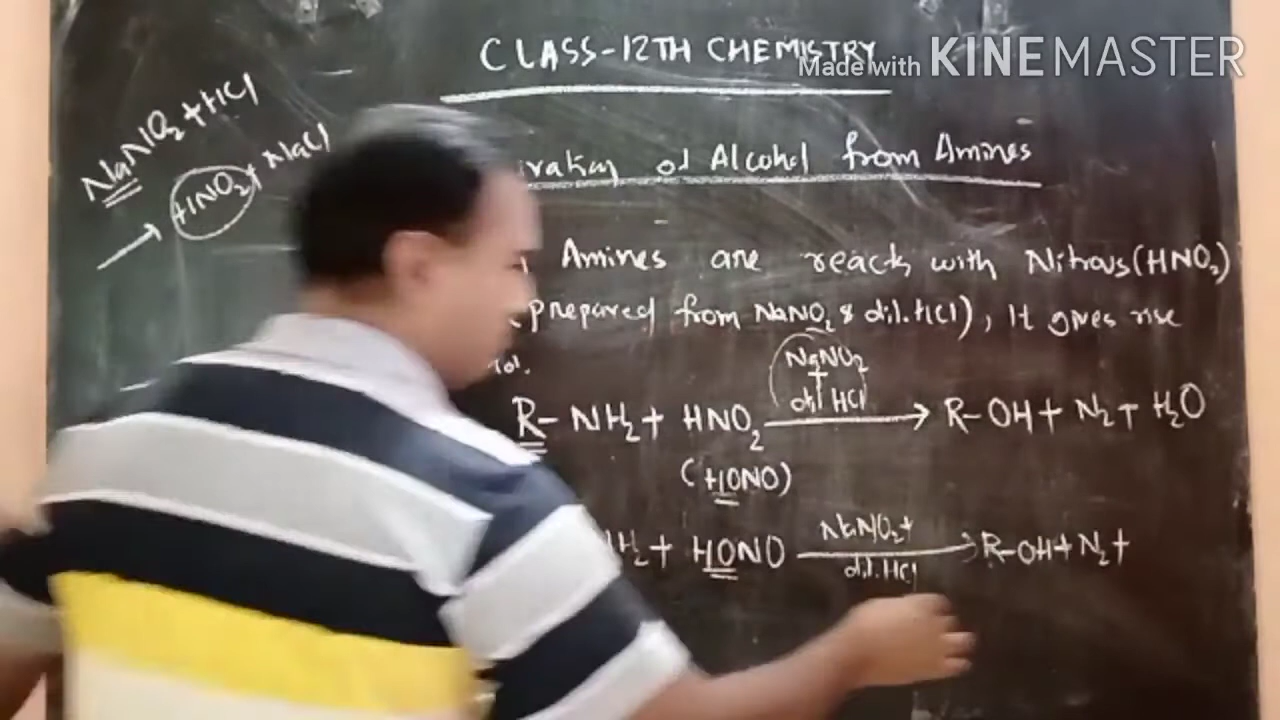 CLASS-12TH CHEMISTRY
Made with KINEMASTER
NaNO₂ + HCl
→ HNO₂ + NaCl
of Alcohol from Amines
Amines are reacts with Nitrous (HNO₂)
prepared from NaNO₂ & dil. HCl), It gives rise
to.
NaNO₂
+
dil HCl
R-NH₂ + HNO₂ → R-OH + N₂ + H₂O
(HONO)
NaNO₂ +
H₂ + HONO → R-OH + N₂ +
dil. HCl